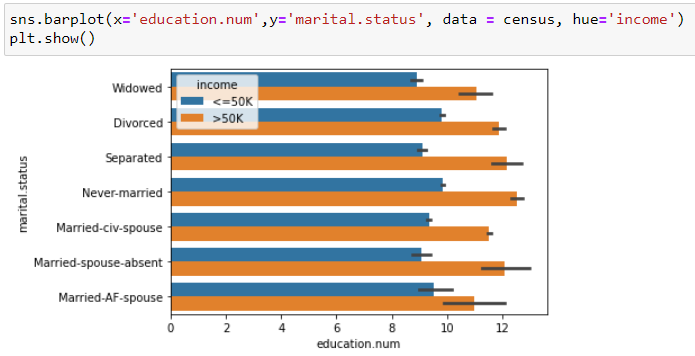 sns.barplot(x='education.num',y='marital.status', data = census, hue='income')
plt.show()
income
<=50K
>50K
Widowed
Divorced
Separated
Never-married
Married-civ-spouse
Married-spouse-absent
Married-AF-spouse
marital.status
0 2 4 6 8 10 12
education.num